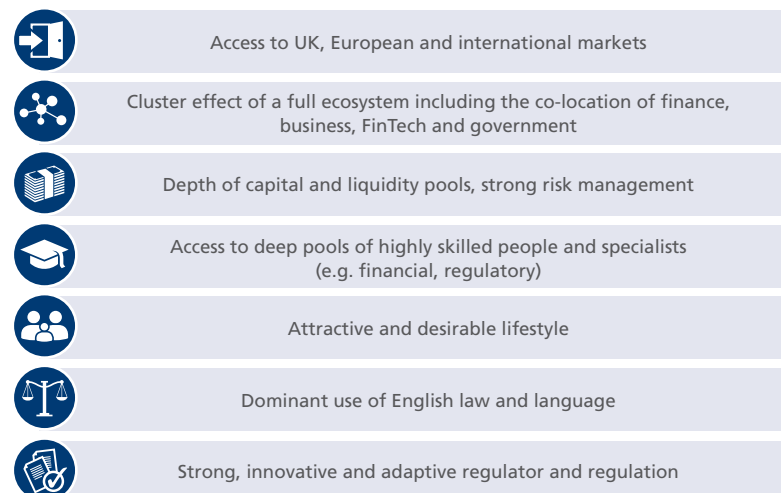 Access to UK, European and international markets
Cluster effect of a full ecosystem including the co-location of finance,
business, FinTech and government
Depth of capital and liquidity pools, strong risk management
Access to deep pools of highly skilled people and specialists
(e.g. financial, regulatory)
Attractive and desirable lifestyle
Dominant use of English law and language
Strong, innovative and adaptive regulator and regulation